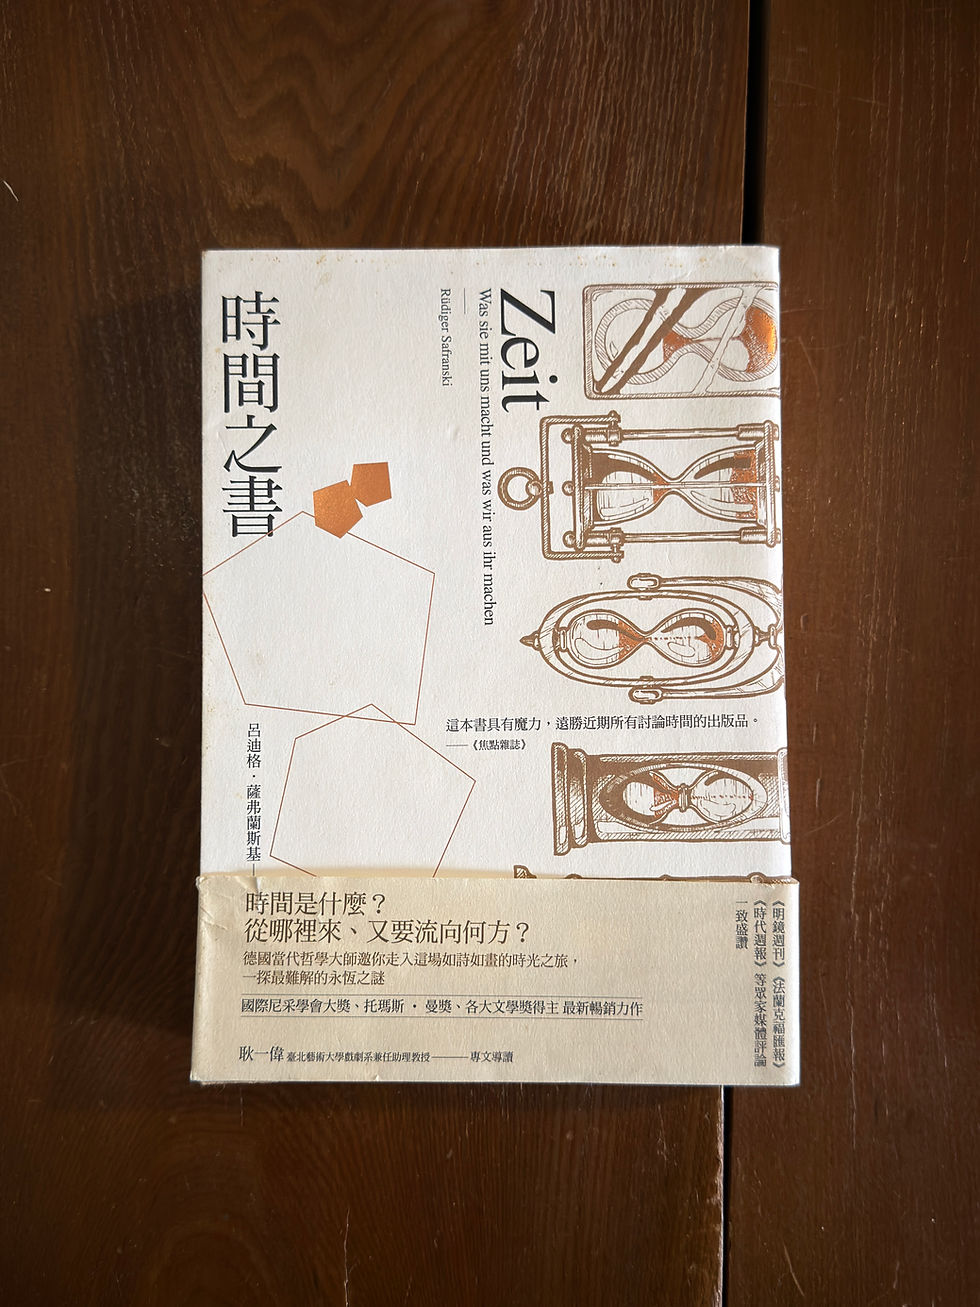 時間之書
Zeit
Was sie mit uns macht und was wir aus ihr machen
Rüdiger Safranski
這本書具有魔力，遠勝近期所有討論時間的出版品。
——《焦點雜誌》
呂迪格．薩弗蘭斯基—
時間是什麼？
從哪裡來、又要流向何方？
德國當代哲學大師邀你走入這場如詩如畫的時光之旅，
一探最難解的永恆之謎
國際尼采學會大獎、托瑪斯・曼獎、各大文學獎得主 最新暢銷力作
耿一偉 臺北藝術大學戲劇系兼任助理教授———專文導讀
《明鏡週刊》《法蘭克福匯報》
《時代週報》等眾家媒體評論
一致盛讚